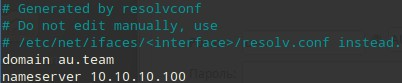 # Generated by resolvconf
# Do not edit manually, use
# /etc/net/ifaces/<interface>/resolv.conf instead.
domain au.team
nameserver 10.10.10.100
Пароль: